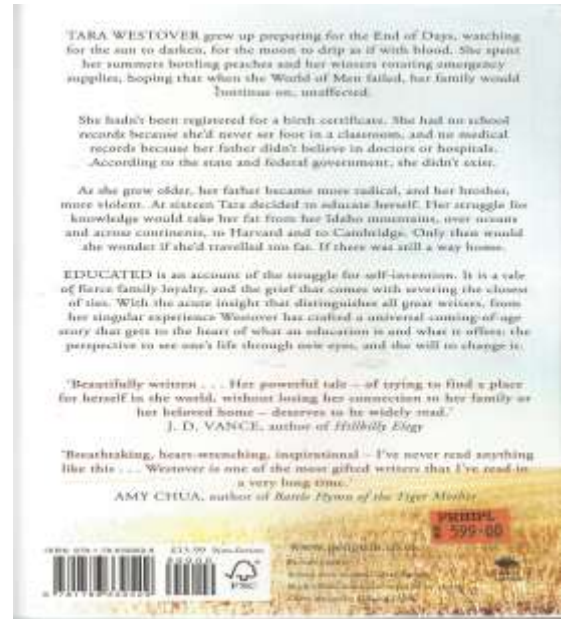 TARA WESTOVER grew up preparing for the End of Days, watching
for the sun to darken, for the moon to drip as if with blood. She spent
her summers bottling peaches and her winters rotating emergency
supplies, hoping that when the World of Men failed, her family would
continue on, unaffected.
She hadn't been registered for a birth certificate. She had no school
records because she'd never set foot in a classroom, and no medical
records because her father didn't believe in doctors or hospitals.
According to the state and federal government, she didn't exist.
As she grew older, her father became more radical, and her brother,
more violent. At sixteen Tara decided to educate herself. Her struggle for
knowledge would take her far from her Idaho mountains, over oceans
and across continents, to Harvard and to Cambridge. Only then would
she wonder if she'd travelled too far. If there was still a way home.
EDUCATED is an account of the struggle for self-invention. It is a tale
of fierce family loyalty, and the grief that comes with severing the closest
of ties. With the acute insight that distinguishes all great writers, from
her singular experience Westover has crafted a universal coming-of-age
story that gets to the heart of what an education is and what it offers: the
perspective to see one's life through new eyes, and the will to change it.
'Beautifully written . . . Her powerful tale – of trying to find a place
for herself in the world, without losing her connection to her family or
her beloved home – deserves to be widely read.'
J. D. VANCE, author of Hillbilly Elegy
'Breathtaking, heart-wrenching, inspirational – I've never read anything
like this . . . Westover is one of the most gifted writers that I've read in
a very long time.'
AMY CHUA, author of Battle Hymn of the Tiger Mother
PRHIPL
599-00
£13.99 Non-fiction
www.penguin.co.uk
FSC